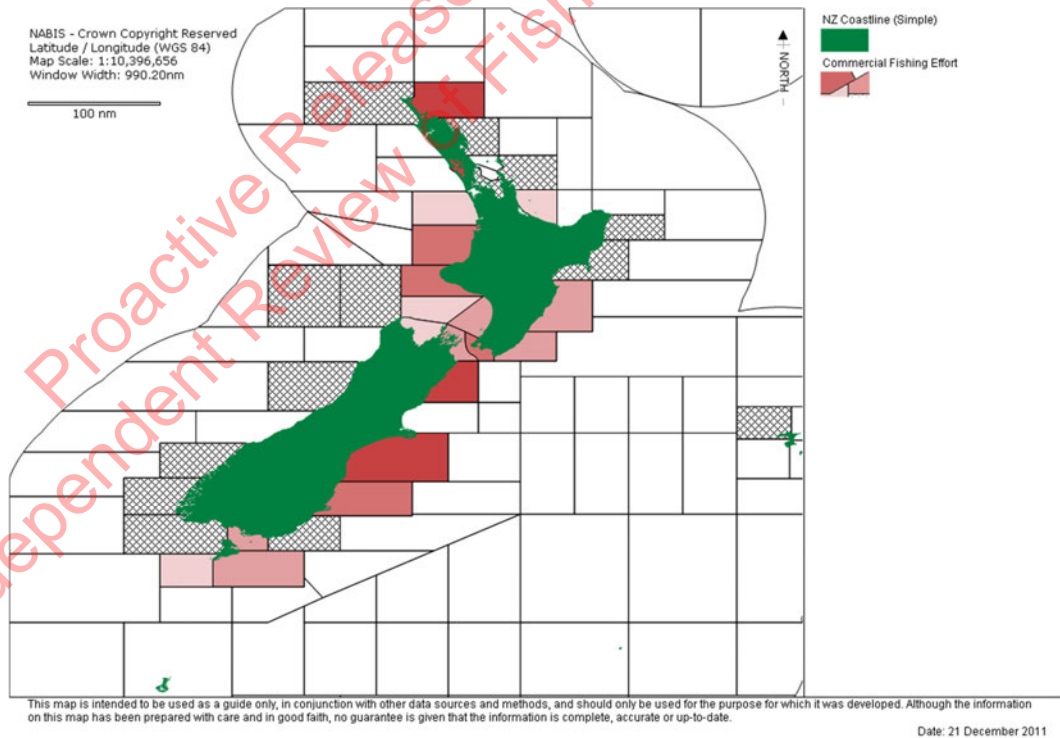 NABIS - Crown Copyright Reserved
Latitude / Longitude (WGS 84)
Map Scale: 1:10,396,656
Window Width: 990.20nm
100 nm
NORTH
NZ Coastline (Simple)
Commercial Fishing Effort
Proactive Release
dependent Review of Fish
This map is intended to be used as a guide only, in conjunction with other data sources and methods, and should only be used for the purpose for which it was developed. Although the information
on this map has been prepared with care and in good faith, no guarantee is given that the information is complete, accurate or up-to-date.
Date: 21 December 2011